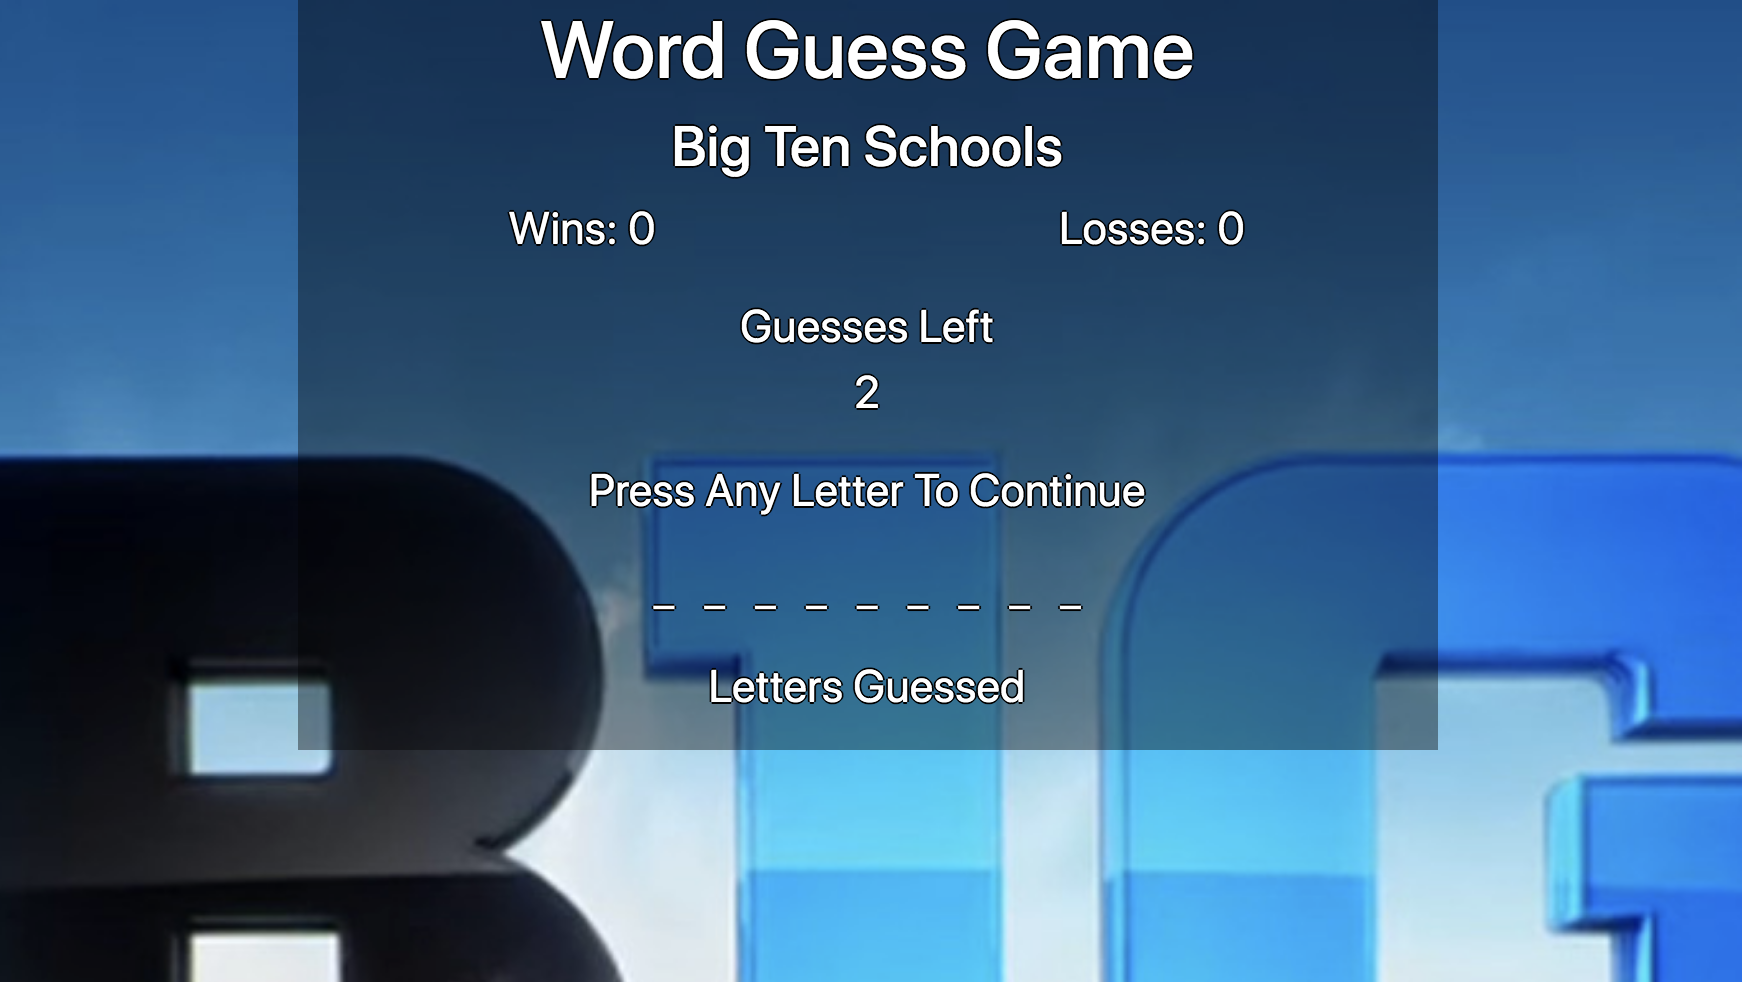 Word Guess Game
Big Ten Schools
Wins: 0 Losses: 0
Guesses Left
2
Press Any Letter To Continue
_ _ _ _ _ _ _ _ _
Letters Guessed
BIG